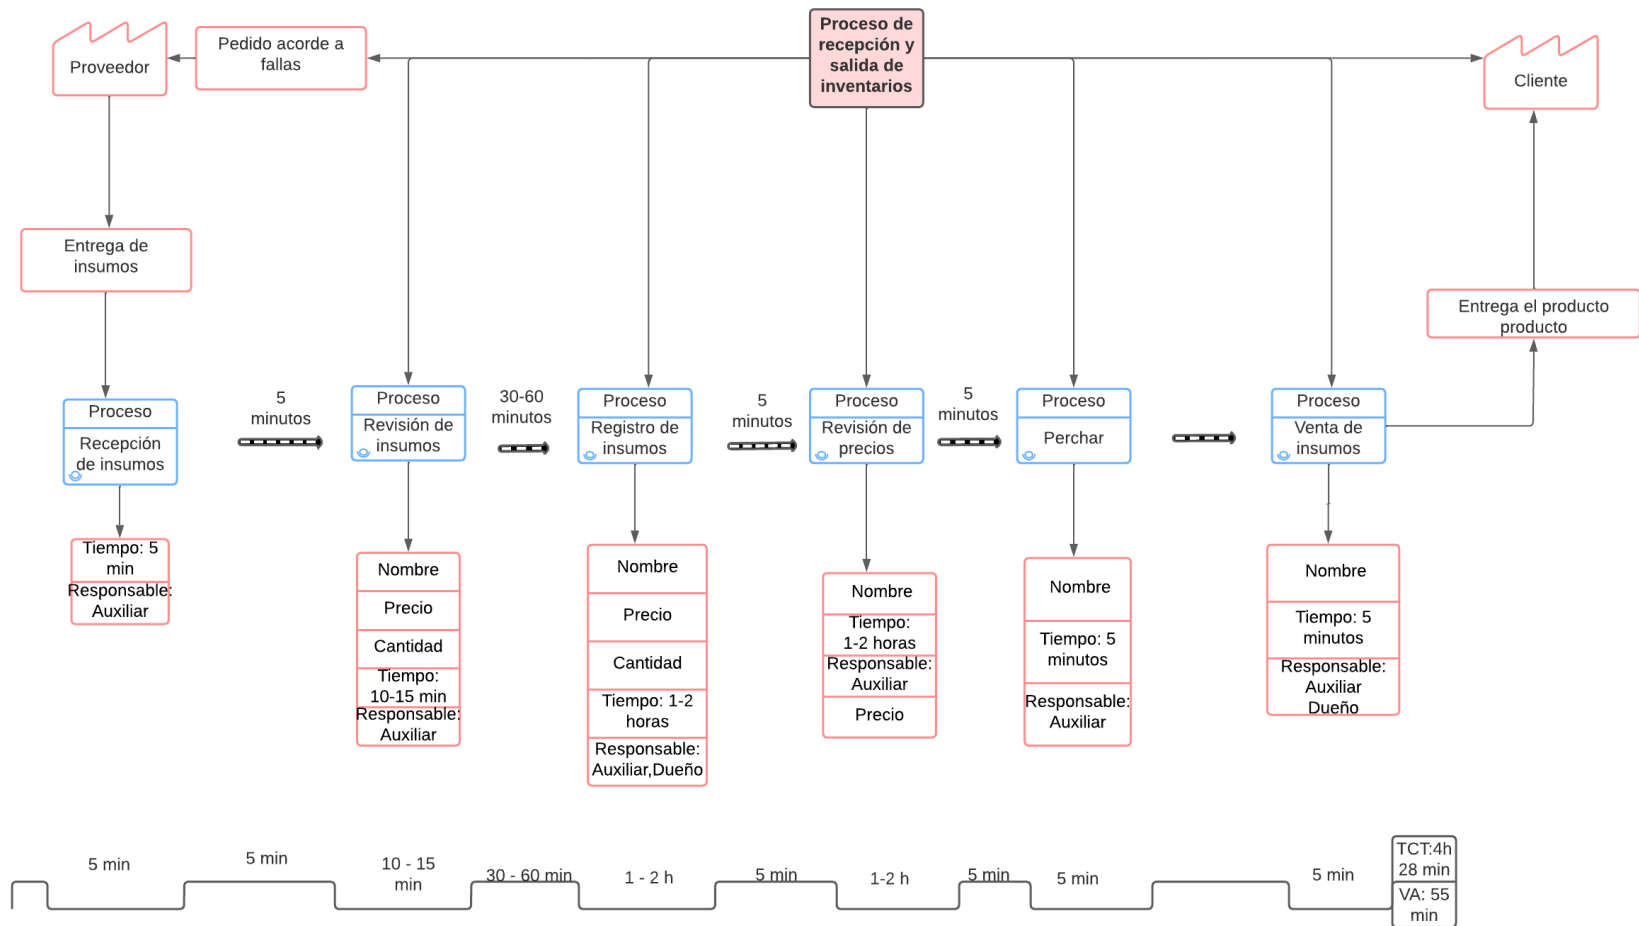 Proceso de
recepción y
salida de
inventarios
Proveedor
Pedido acorde a
fallas
Cliente
Entrega de
insumos
Entrega el producto
producto
Proceso
Recepción
de insumos
5
minutos
Proceso
Revisión de
insumos
30-60
minutos
Proceso
Registro de
insumos
5
minutos
Proceso
Revisión de
precios
5
minutos
Proceso
Perchar
Proceso
Venta de
insumos
Tiempo: 5
min
Responsable:
Auxiliar
Nombre
Precio
Cantidad
Tiempo:
10-15 min
Responsable:
Auxiliar
Nombre
Precio
Cantidad
Tiempo: 1-2
horas
Responsable:
Auxiliar,Dueño
Nombre
Tiempo:
1-2 horas
Responsable:
Auxiliar
Precio
Nombre
Tiempo: 5
minutos
Responsable:
Auxiliar
Nombre
Tiempo: 5
minutos
Responsable:
Auxiliar
Dueño
5 min
5 min
10 - 15
min
30 - 60 min
1 - 2 h
5 min
1-2 h
5 min
5 min
5 min
TCT:4h
28 min
VA: 55
min